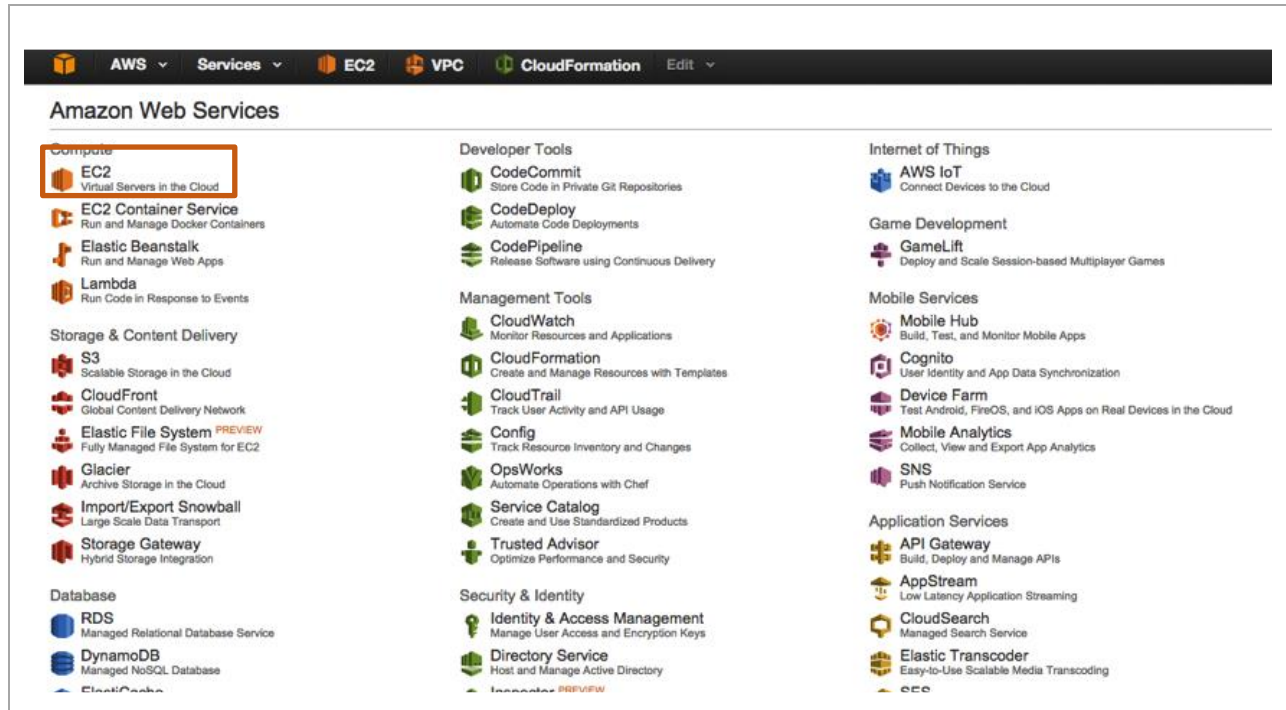 AWS Services EC2 VPC CloudFormation Edit
Amazon Web Services
Compute
EC2
Virtual Servers in the Cloud
EC2 Container Service
Run and Manage Docker Containers
Elastic Beanstalk
Run and Manage Web Apps
Lambda
Run Code in Response to Events
Storage & Content Delivery
S3
Scalable Storage in the Cloud
CloudFront
Global Content Delivery Network
Elastic File System PREVIEW
Fully Managed File System for EC2
Glacier
Archive Storage in the Cloud
Import/Export Snowball
Large Scale Data Transport
Storage Gateway
Hybrid Storage Integration
Database
RDS
Managed Relational Database Service
DynamoDB
Managed NoSQL Database
ElastiCache
Developer Tools
CodeCommit
Store Code in Private Git Repositories
CodeDeploy
Automate Code Deployments
CodePipeline
Release Software using Continuous Delivery
Management Tools
CloudWatch
Monitor Resources and Applications
CloudFormation
Create and Manage Resources with Templates
CloudTrail
Track User Activity and API Usage
Config
Track Resource Inventory and Changes
OpsWorks
Automate Operations with Chef
Service Catalog
Create and Use Standardized Products
Trusted Advisor
Optimize Performance and Security
Security & Identity
Identity & Access Management
Manage User Access and Encryption Keys
Directory Service
Host and Manage Active Directory
Inspector PREVIEW
Internet of Things
AWS IoT
Connect Devices to the Cloud
Game Development
GameLift
Deploy and Scale Session-based Multiplayer Games
Mobile Services
Mobile Hub
Build, Test, and Monitor Mobile Apps
Cognito
User Identity and App Data Synchronization
Device Farm
Test Android, FireOS, and iOS Apps on Real Devices in the Cloud
Mobile Analytics
Collect, View and Export App Analytics
SNS
Push Notification Service
Application Services
API Gateway
Build, Deploy and Manage APIs
AppStream
Low Latency Application Streaming
CloudSearch
Managed Search Service
Elastic Transcoder
Easy-to-Use Scalable Media Transcoding
SES